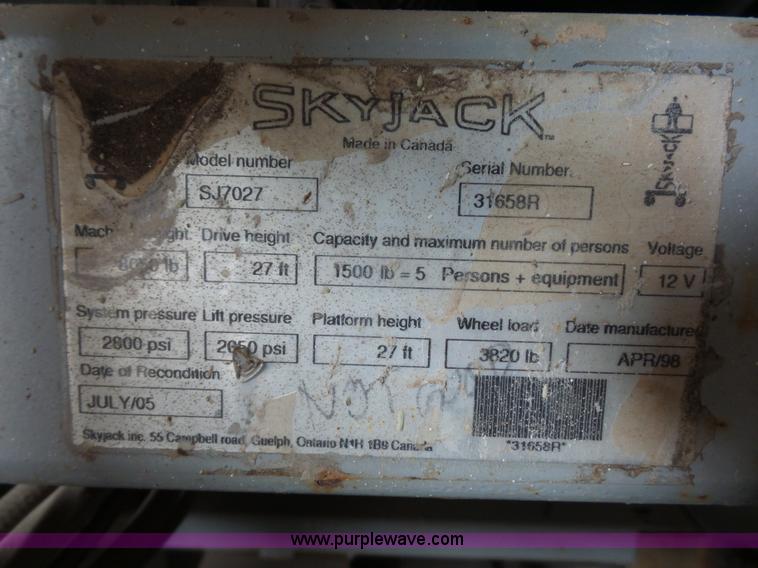 SKYJACK™
Made in Canada
SKYJACK
Model number Serial Number
SJ7027 31658R
Drive height Capacity and maximum number of persons Voltage
lb 27 ft 1500 lb = 5 Persons + equipment 12 V
System pressure Lift pressure Platform height Wheel load Date manufacture
2800 psi 2650 psi 27 ft 3820 lb APR/98
Date of Recondition
JULY/05
NOT
Skyjack inc. 55 Campbell road, Guelph, Ontario N1H 1B9 Canada
*31658R*
www.purplewave.com